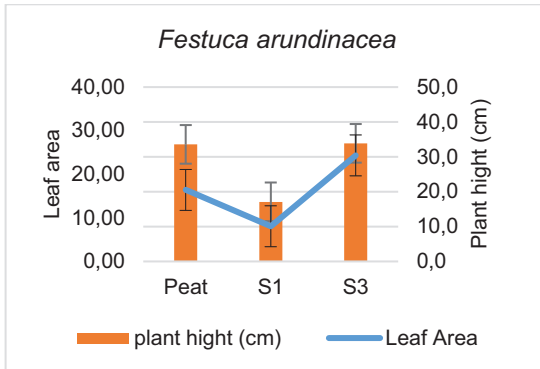 Festuca arundinacea
40,00
30,00
20,00
10,00
0,00
Leaf area
50,0
40,0
30,0
20,0
10,0
0,0
Plant hight (cm)
Peat S1 S3
plant hight (cm) Leaf Area